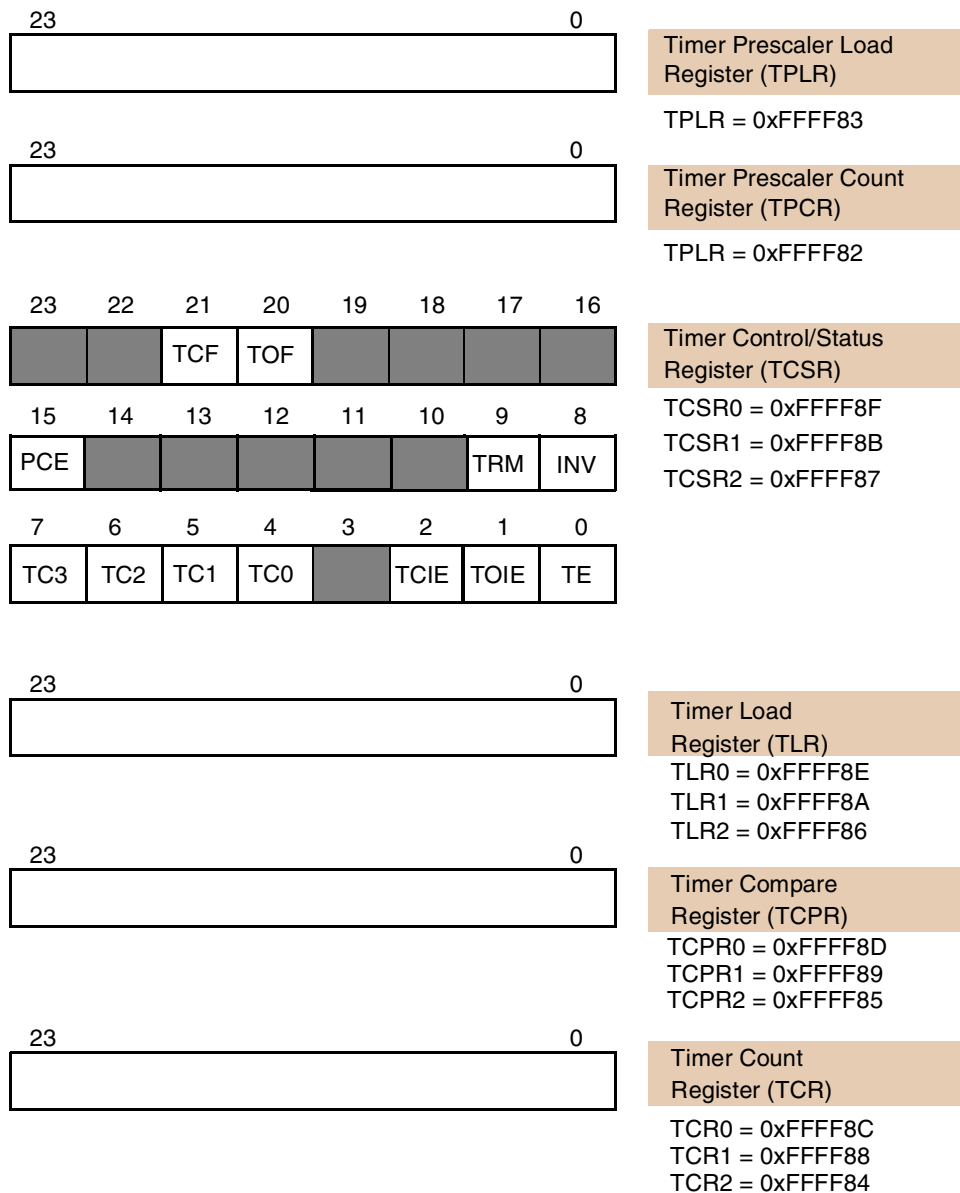 23 0
Timer Prescaler Load
Register (TPLR)
TPLR = 0xFFFF83
23 0
Timer Prescaler Count
Register (TPCR)
TPLR = 0xFFFF82
23 22 21 20 19 18 17 16
TCF TOF
Timer Control/Status
Register (TCSR)
TCSR0 = 0xFFFF8F
TCSR1 = 0xFFFF8B
TCSR2 = 0xFFFF87
15 14 13 12 11 10 9 8
PCE TRM INV
7 6 5 4 3 2 1 0
TC3 TC2 TC1 TC0 TCIE TOIE TE
23 0
Timer Load
Register (TLR)
TLR0 = 0xFFFF8E
TLR1 = 0xFFFF8A
TLR2 = 0xFFFF86
23 0
Timer Compare
Register (TCPR)
TCPR0 = 0xFFFF8D
TCPR1 = 0xFFFF89
TCPR2 = 0xFFFF85
23 0
Timer Count
Register (TCR)
TCR0 = 0xFFFF8C
TCR1 = 0xFFFF88
TCR2 = 0xFFFF84